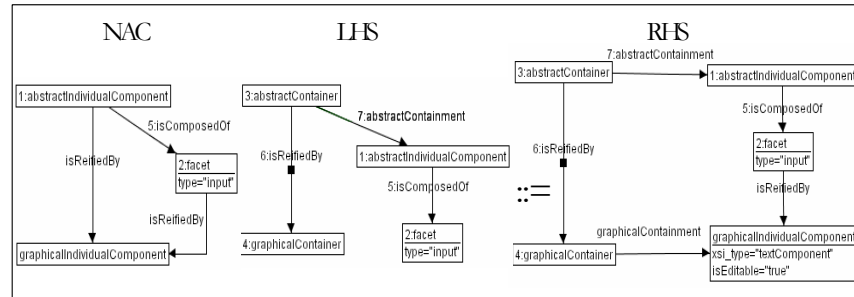 NAC
1:abstractIndividualComponent
5:isComposedOf
isReifiedBy
2:facet
type="input"
isReifiedBy
graphicalIndividualComponent
LHS
3:abstractContainer
7:abstractContainment
6:isReifiedBy
1:abstractIndividualComponent
5:isComposedOf
4:graphicalContainer
2:facet
type="input"
::=
RHS
7:abstractContainment
3:abstractContainer
1:abstractIndividualComponent
5:isComposedOf
6:isReifiedBy
2:facet
type="input"
isReifiedBy
graphicalContainment
4:graphicalContainer
graphicalIndividualComponent
xsi_type="textComponent"
isEditable="true"